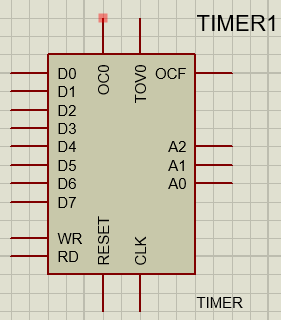 TIMER1
OC0
TOV0
OCF
D0
D1
D2
D3
D4
A2
D5
A1
D6
A0
D7
WR
RD
RESET
CLK
TIMER